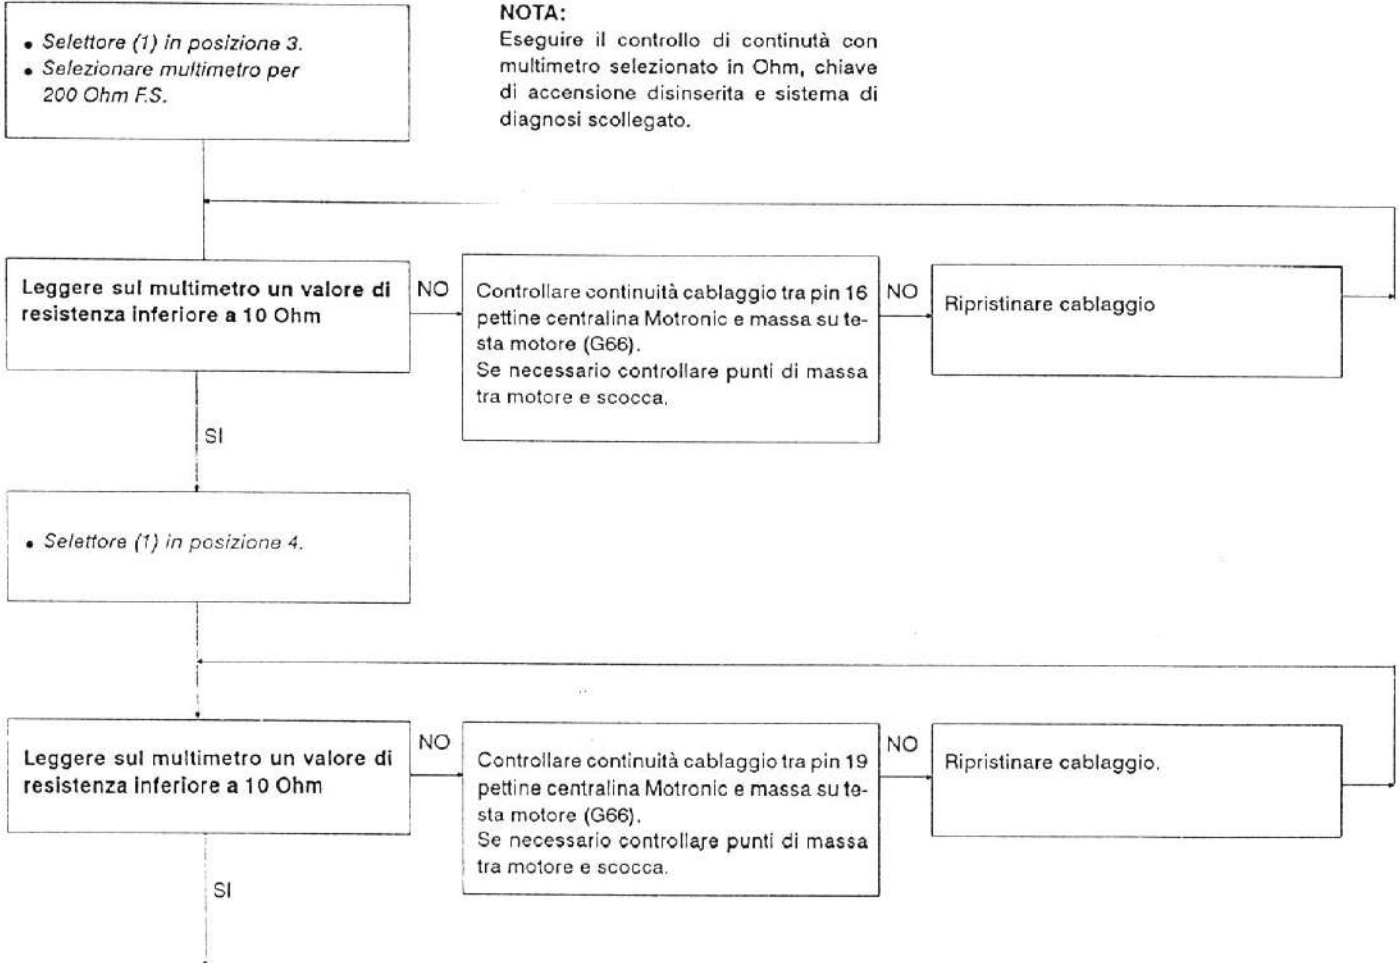 • Selettore (1) in posizione 3.
• Selezionare multimetro per
200 Ohm F.S.
NOTA:
Eseguire il controllo di continutà con
multimetro selezionato in Ohm, chiave
di accensione disinserita e sistema di
diagnosi scollegato.
Leggere sul multimetro un valore di
resistenza inferiore a 10 Ohm
NO
Controllare continuità cablaggio tra pin 16
pettine centralina Motronic e massa su te-
sta motore (G66).
Se necessario controllare punti di massa
tra motore e scocca.
NO
Ripristinare cablaggio
SI
• Selettore (1) in posizione 4.
Leggere sul multimetro un valore di
resistenza inferiore a 10 Ohm
NO
Controllare continuità cablaggio tra pin 19
pettine centralina Motronic e massa su te-
sta motore (G66).
Se necessario controllare punti di massa
tra motore e scocca.
NO
Ripristinare cablaggio.
SI